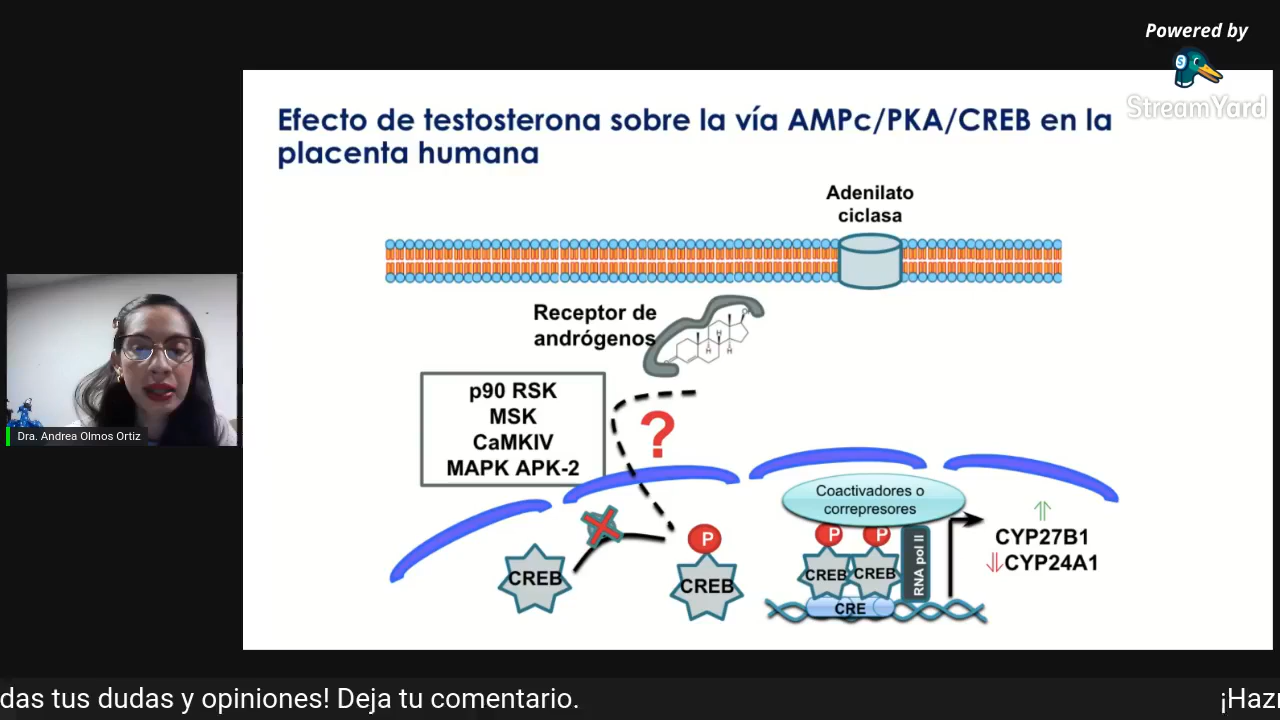 Powered by
StreamYard
Efecto de testosterona sobre la vía AMPc/PKA/CREB en la
placenta humana
Adenilato
ciclasa
Receptor de
andrógenos
p90 RSK
MSK
CaMKIV
MAPK APK-2
?
Coactivadores o
correpresores
P
P
P
CREB
CREB
CREB
CREB
RNA pol II
CRE
CYP27B1
CYP24A1
H
H
H
Dra. Andrea Olmos Ortiz
das tus dudas y opiniones! Deja tu comentario.
¡Hazn